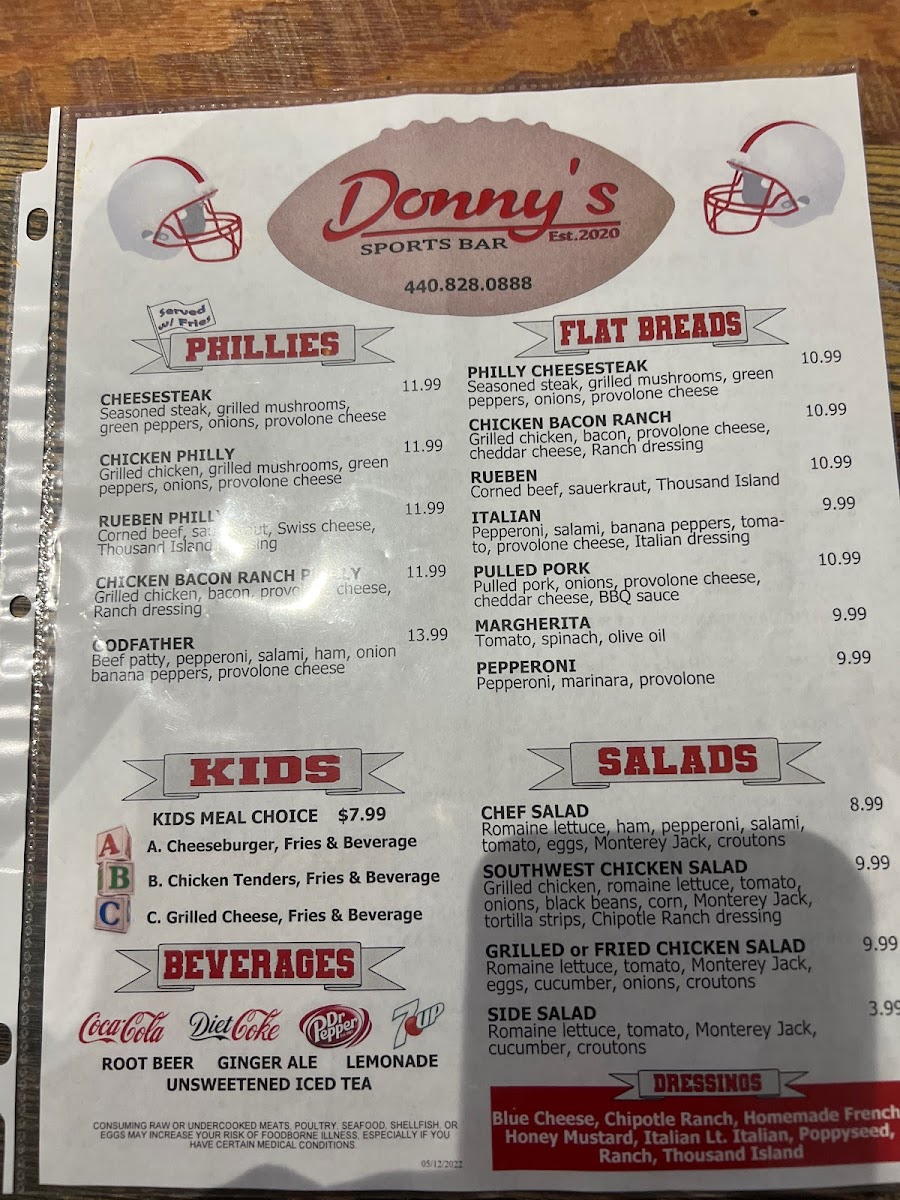 Donny's
SPORTS BAR
Est.2020
440.828.0888
Served
w/ Fries
PHILLIES
CHEESESTEAK 11.99
Seasoned steak, grilled mushrooms,
green peppers, onions, provolone cheese
CHICKEN PHILLY 11.99
Grilled chicken, grilled mushrooms, green
peppers, onions, provolone cheese
RUEBEN PHILLY 11.99
Corned beef, sauerkraut, Swiss cheese,
Thousand Island dressing
CHICKEN BACON RANCH PHILLY 11.99
Grilled chicken, bacon, provolone cheese,
Ranch dressing
GODFATHER 13.99
Beef patty, pepperoni, salami, ham, onion
banana peppers, provolone cheese
FLAT BREADS
PHILLY CHEESESTEAK 10.99
Seasoned steak, grilled mushrooms, green
peppers, onions, provolone cheese
CHICKEN BACON RANCH 10.99
Grilled chicken, bacon, provolone cheese,
cheddar cheese, Ranch dressing
RUEBEN 10.99
Corned beef, sauerkraut, Thousand Island
ITALIAN 9.99
Pepperoni, salami, banana peppers, toma-
to, provolone cheese, Italian dressing
PULLED PORK 10.99
Pulled pork, onions, provolone cheese,
cheddar cheese, BBQ sauce
MARGHERITA 9.99
Tomato, spinach, olive oil
PEPPERONI 9.99
Pepperoni, marinara, provolone
KIDS
KIDS MEAL CHOICE $7.99
A
A. Cheeseburger, Fries & Beverage
B
B. Chicken Tenders, Fries & Beverage
C
C. Grilled Cheese, Fries & Beverage
BEVERAGES
Coca-Cola Diet Coke Dr Pepper 7UP
ROOT BEER GINGER ALE LEMONADE
UNSWEETENED ICED TEA
CONSUMING RAW OR UNDERCOOKED MEATS, POULTRY, SEAFOOD, SHELLFISH, OR
EGGS MAY INCREASE YOUR RISK OF FOODBORNE ILLNESS, ESPECIALLY IF YOU
HAVE CERTAIN MEDICAL CONDITIONS.
05/12/2022
SALADS
CHEF SALAD 8.99
Romaine lettuce, ham, pepperoni, salami,
tomato, eggs, Monterey Jack, croutons
SOUTHWEST CHICKEN SALAD 9.99
Grilled chicken, romaine lettuce, tomato,
onions, black beans, corn, Monterey Jack,
tortilla strips, Chipotle Ranch dressing
GRILLED or FRIED CHICKEN SALAD 9.99
Romaine lettuce, tomato, Monterey Jack,
eggs, cucumber, onions, croutons
SIDE SALAD 3.99
Romaine lettuce, tomato, Monterey Jack,
cucumber, croutons
DRESSINGS
Blue Cheese, Chipotle Ranch, Homemade French
Honey Mustard, Italian Lt. Italian, Poppyseed,
Ranch, Thousand Island